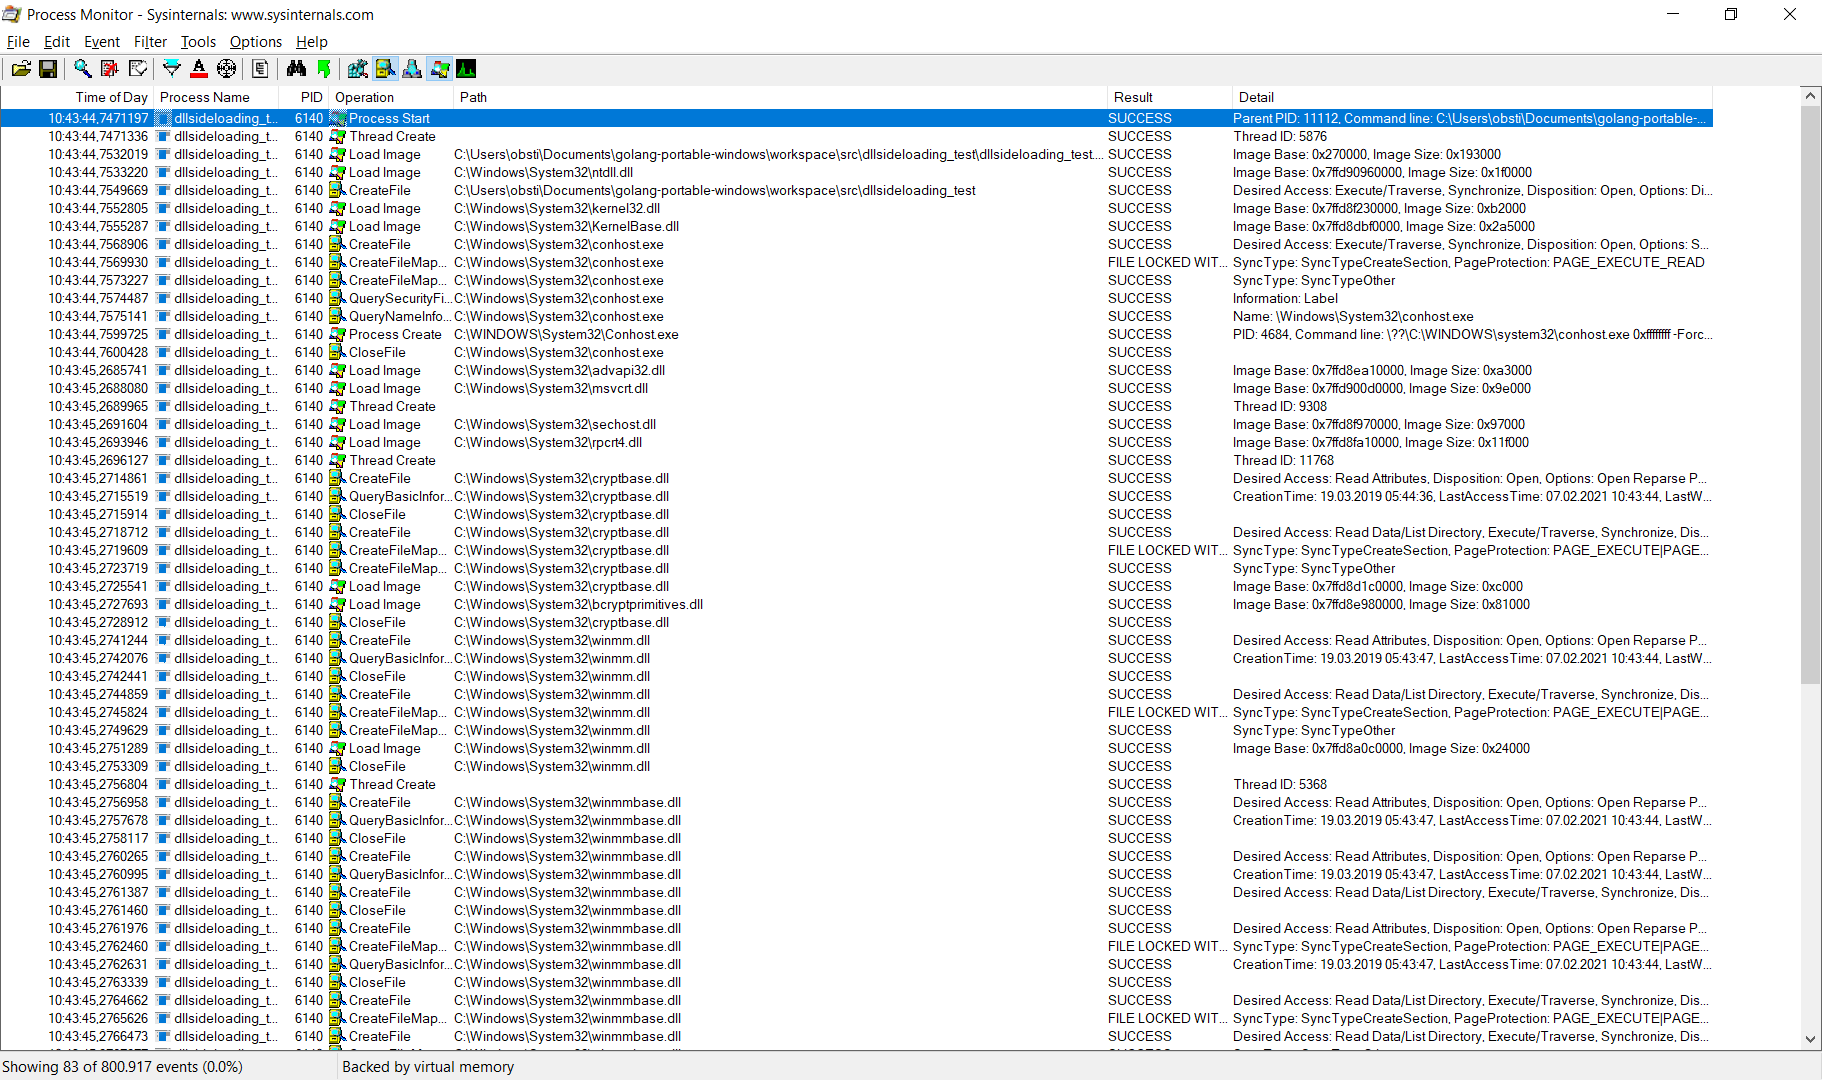 Process Monitor - Sysinternals: www.sysinternals.com
File Edit Event Filter Tools Options Help
Time of Day Process Name PID Operation Path Result Detail
10:43:44,7471197 dllsideloading_t... 6140 Process Start SUCCESS Parent PID: 11112, Command line: C:\Users\obsti\Documents\golang-portable-...
10:43:44,7471336 dllsideloading_t... 6140 Thread Create SUCCESS Thread ID: 5876
10:43:44,7532019 dllsideloading_t... 6140 Load Image C:\Users\obsti\Documents\golang-portable-windows\workspace\src\dllsideloading_test\dllsideloading_test.... SUCCESS Image Base: 0x270000, Image Size: 0x193000
10:43:44,7533220 dllsideloading_t... 6140 Load Image C:\Windows\System32\ntdll.dll SUCCESS Image Base: 0x7ffd90960000, Image Size: 0x1f0000
10:43:44,7549669 dllsideloading_t... 6140 CreateFile C:\Users\obsti\Documents\golang-portable-windows\workspace\src\dllsideloading_test SUCCESS Desired Access: Execute/Traverse, Synchronize, Disposition: Open, Options: Di...
10:43:44,7552805 dllsideloading_t... 6140 Load Image C:\Windows\System32\kernel32.dll SUCCESS Image Base: 0x7ffd8f230000, Image Size: 0xb2000
10:43:44,7555287 dllsideloading_t... 6140 Load Image C:\Windows\System32\KernelBase.dll SUCCESS Image Base: 0x7ffd8dbf0000, Image Size: 0x2a5000
10:43:44,7568906 dllsideloading_t... 6140 CreateFile C:\Windows\System32\conhost.exe SUCCESS Desired Access: Execute/Traverse, Synchronize, Disposition: Open, Options: S...
10:43:44,7569930 dllsideloading_t... 6140 CreateFileMap... C:\Windows\System32\conhost.exe FILE LOCKED WIT... SyncType: SyncTypeCreateSection, PageProtection: PAGE_EXECUTE_READ
10:43:44,7573227 dllsideloading_t... 6140 CreateFileMap... C:\Windows\System32\conhost.exe SUCCESS SyncType: SyncTypeOther
10:43:44,7574487 dllsideloading_t... 6140 QuerySecurityFi... C:\Windows\System32\conhost.exe SUCCESS Information: Label
10:43:44,7575141 dllsideloading_t... 6140 QueryNameInfo... C:\Windows\System32\conhost.exe SUCCESS Name: \Windows\System32\conhost.exe
10:43:44,7599725 dllsideloading_t... 6140 Process Create C:\WINDOWS\System32\Conhost.exe SUCCESS PID: 4684, Command line: \??\C:\WINDOWS\system32\conhost.exe 0xffffffff -Forc...
10:43:44,7600428 dllsideloading_t... 6140 CloseFile C:\Windows\System32\conhost.exe SUCCESS
10:43:45,2685741 dllsideloading_t... 6140 Load Image C:\Windows\System32\advapi32.dll SUCCESS Image Base: 0x7ffd8ea10000, Image Size: 0xa3000
10:43:45,2688080 dllsideloading_t... 6140 Load Image C:\Windows\System32\msvcrt.dll SUCCESS Image Base: 0x7ffd900d0000, Image Size: 0x9e000
10:43:45,2689965 dllsideloading_t... 6140 Thread Create SUCCESS Thread ID: 9308
10:43:45,2691604 dllsideloading_t... 6140 Load Image C:\Windows\System32\sechost.dll SUCCESS Image Base: 0x7ffd8f970000, Image Size: 0x97000
10:43:45,2693946 dllsideloading_t... 6140 Load Image C:\Windows\System32\rpcrt4.dll SUCCESS Image Base: 0x7ffd8fa10000, Image Size: 0x11f000
10:43:45,2696127 dllsideloading_t... 6140 Thread Create SUCCESS Thread ID: 11768
10:43:45,2714861 dllsideloading_t... 6140 CreateFile C:\Windows\System32\cryptbase.dll SUCCESS Desired Access: Read Attributes, Disposition: Open, Options: Open Reparse P...
10:43:45,2715519 dllsideloading_t... 6140 QueryBasicInfor... C:\Windows\System32\cryptbase.dll SUCCESS CreationTime: 19.03.2019 05:44:36, LastAccessTime: 07.02.2021 10:43:44, LastW...
10:43:45,2715914 dllsideloading_t... 6140 CloseFile C:\Windows\System32\cryptbase.dll SUCCESS
10:43:45,2718712 dllsideloading_t... 6140 CreateFile C:\Windows\System32\cryptbase.dll SUCCESS Desired Access: Read Data/List Directory, Execute/Traverse, Synchronize, Dis...
10:43:45,2719609 dllsideloading_t... 6140 CreateFileMap... C:\Windows\System32\cryptbase.dll FILE LOCKED WIT... SyncType: SyncTypeCreateSection, PageProtection: PAGE_EXECUTE|PAGE...
10:43:45,2723719 dllsideloading_t... 6140 CreateFileMap... C:\Windows\System32\cryptbase.dll SUCCESS SyncType: SyncTypeOther
10:43:45,2725541 dllsideloading_t... 6140 Load Image C:\Windows\System32\cryptbase.dll SUCCESS Image Base: 0x7ffd8d1c0000, Image Size: 0xc000
10:43:45,2727693 dllsideloading_t... 6140 Load Image C:\Windows\System32\bcryptprimitives.dll SUCCESS Image Base: 0x7ffd8e980000, Image Size: 0x81000
10:43:45,2728912 dllsideloading_t... 6140 CloseFile C:\Windows\System32\cryptbase.dll SUCCESS
10:43:45,2741244 dllsideloading_t... 6140 CreateFile C:\Windows\System32\winmm.dll SUCCESS Desired Access: Read Attributes, Disposition: Open, Options: Open Reparse P...
10:43:45,2742076 dllsideloading_t... 6140 QueryBasicInfor... C:\Windows\System32\winmm.dll SUCCESS CreationTime: 19.03.2019 05:43:47, LastAccessTime: 07.02.2021 10:43:44, LastW...
10:43:45,2742441 dllsideloading_t... 6140 CloseFile C:\Windows\System32\winmm.dll SUCCESS
10:43:45,2744859 dllsideloading_t... 6140 CreateFile C:\Windows\System32\winmm.dll SUCCESS Desired Access: Read Data/List Directory, Execute/Traverse, Synchronize, Dis...
10:43:45,2745824 dllsideloading_t... 6140 CreateFileMap... C:\Windows\System32\winmm.dll FILE LOCKED WIT... SyncType: SyncTypeCreateSection, PageProtection: PAGE_EXECUTE|PAGE...
10:43:45,2749629 dllsideloading_t... 6140 CreateFileMap... C:\Windows\System32\winmm.dll SUCCESS SyncType: SyncTypeOther
10:43:45,2751289 dllsideloading_t... 6140 Load Image C:\Windows\System32\winmm.dll SUCCESS Image Base: 0x7ffd8a0c0000, Image Size: 0x24000
10:43:45,2753309 dllsideloading_t... 6140 CloseFile C:\Windows\System32\winmm.dll SUCCESS
10:43:45,2756804 dllsideloading_t... 6140 Thread Create SUCCESS Thread ID: 5368
10:43:45,2756958 dllsideloading_t... 6140 CreateFile C:\Windows\System32\winmmbase.dll SUCCESS Desired Access: Read Attributes, Disposition: Open, Options: Open Reparse P...
10:43:45,2757678 dllsideloading_t... 6140 QueryBasicInfor... C:\Windows\System32\winmmbase.dll SUCCESS CreationTime: 19.03.2019 05:43:47, LastAccessTime: 07.02.2021 10:43:44, LastW...
10:43:45,2758117 dllsideloading_t... 6140 CloseFile C:\Windows\System32\winmmbase.dll SUCCESS
10:43:45,2760265 dllsideloading_t... 6140 CreateFile C:\Windows\System32\winmmbase.dll SUCCESS Desired Access: Read Attributes, Disposition: Open, Options: Open Reparse P...
10:43:45,2760995 dllsideloading_t... 6140 QueryBasicInfor... C:\Windows\System32\winmmbase.dll SUCCESS CreationTime: 19.03.2019 05:43:47, LastAccessTime: 07.02.2021 10:43:44, LastW...
10:43:45,2761387 dllsideloading_t... 6140 CreateFile C:\Windows\System32\winmmbase.dll SUCCESS Desired Access: Read Data/List Directory, Execute/Traverse, Synchronize, Dis...
10:43:45,2761460 dllsideloading_t... 6140 CloseFile C:\Windows\System32\winmmbase.dll SUCCESS
10:43:45,2761976 dllsideloading_t... 6140 CreateFile C:\Windows\System32\winmmbase.dll SUCCESS Desired Access: Read Attributes, Disposition: Open, Options: Open Reparse P...
10:43:45,2762460 dllsideloading_t... 6140 CreateFileMap... C:\Windows\System32\winmmbase.dll FILE LOCKED WIT... SyncType: SyncTypeCreateSection, PageProtection: PAGE_EXECUTE|PAGE...
10:43:45,2762631 dllsideloading_t... 6140 QueryBasicInfor... C:\Windows\System32\winmmbase.dll SUCCESS CreationTime: 19.03.2019 05:43:47, LastAccessTime: 07.02.2021 10:43:44, LastW...
10:43:45,2763339 dllsideloading_t... 6140 CloseFile C:\Windows\System32\winmmbase.dll SUCCESS
10:43:45,2764662 dllsideloading_t... 6140 CreateFile C:\Windows\System32\winmmbase.dll SUCCESS Desired Access: Read Data/List Directory, Execute/Traverse, Synchronize, Dis...
10:43:45,2765626 dllsideloading_t... 6140 CreateFileMap... C:\Windows\System32\winmmbase.dll FILE LOCKED WIT... SyncType: SyncTypeCreateSection, PageProtection: PAGE_EXECUTE|PAGE...
10:43:45,2766473 dllsideloading_t... 6140 CreateFile C:\Windows\System32\winmmbase.dll SUCCESS Desired Access: Read Data/List Directory, Execute/Traverse, Synchronize, Dis...
Showing 83 of 800.917 events (0.0%) Backed by virtual memory